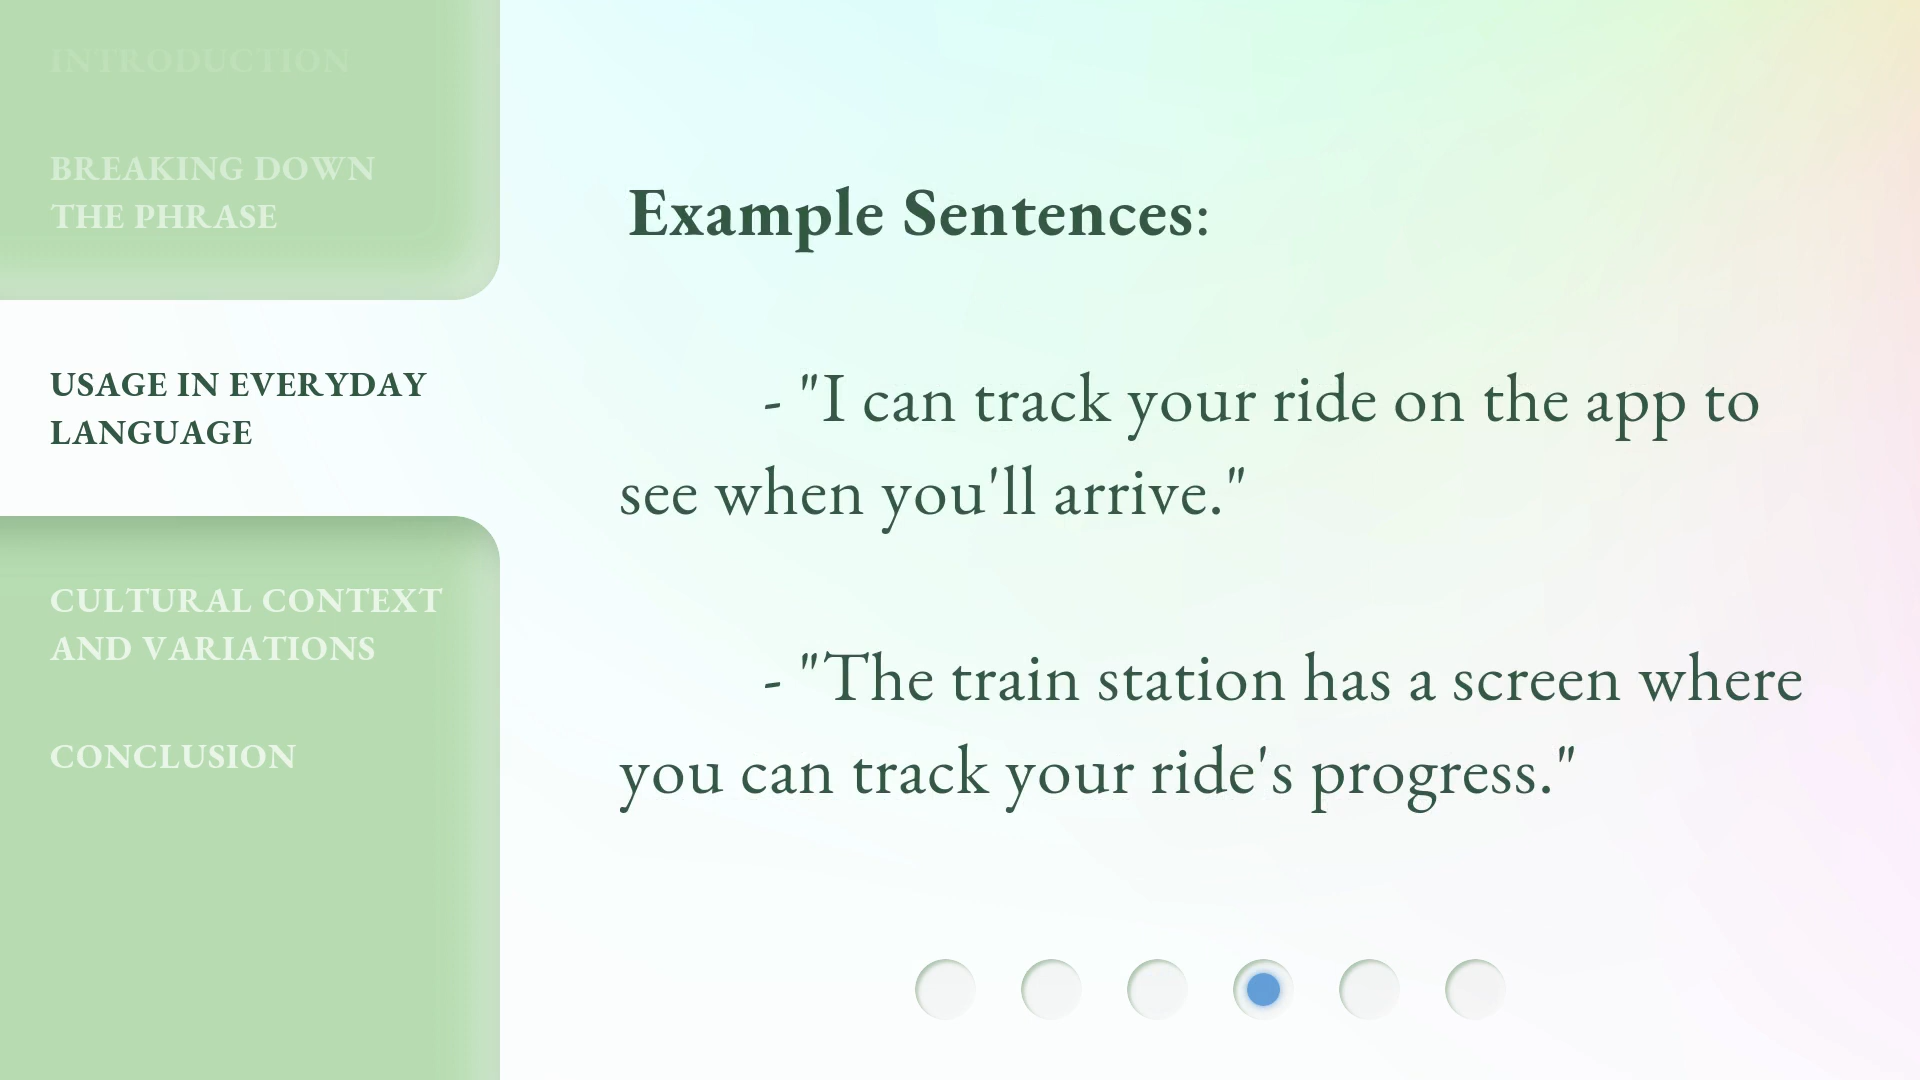 INTRODUCTION
BREAKING DOWN
THE PHRASE
USAGE IN EVERYDAY
LANGUAGE
CULTURAL CONTEXT
AND VARIATIONS
CONCLUSION
Example Sentences:
- "I can track your ride on the app to
see when you'll arrive."
- "The train station has a screen where
you can track your ride's progress."